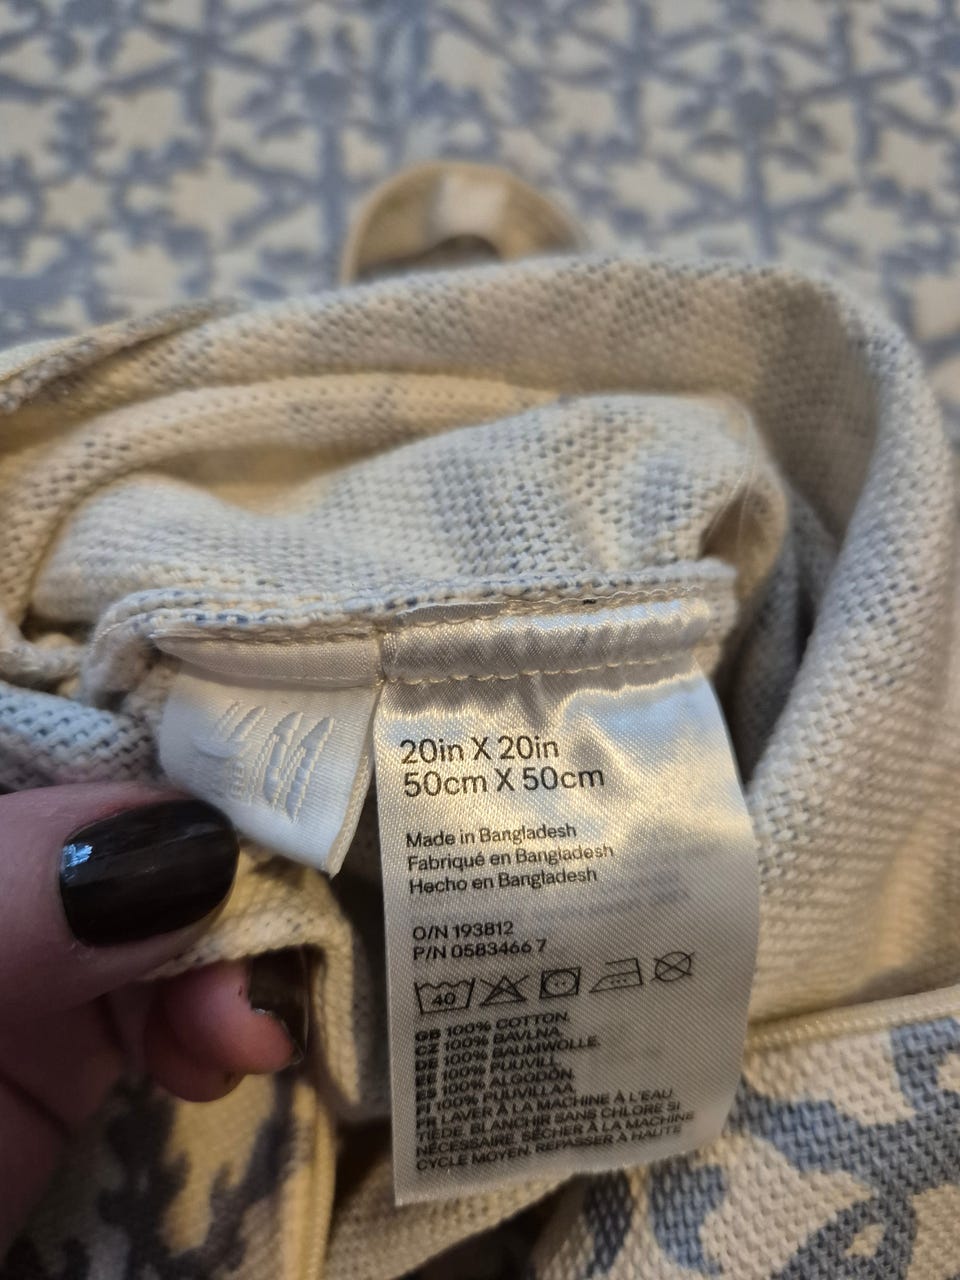 H&M
20in X 20in
50cm X 50cm
Made in Bangladesh
Fabriqué en Bangladesh
Hecho en Bangladesh
O/N 193812
P/N 0583466 7
40
GB 100% COTTON.
CZ 100% BAVLNA.
DE 100% BAUMWOLLE.
EE 100% PUUVILL.
ES 100% ALGODÓN.
FI 100% PUUVILLAA.
LAVER À LA MACHINE À L'EAU
TIÈDE. BLANCHIR SANS CHLORE SI
NÉCESSAIRE. SÉCHER À LA MACHINE
CYCLE MOYEN. REPASSER À HAUTE